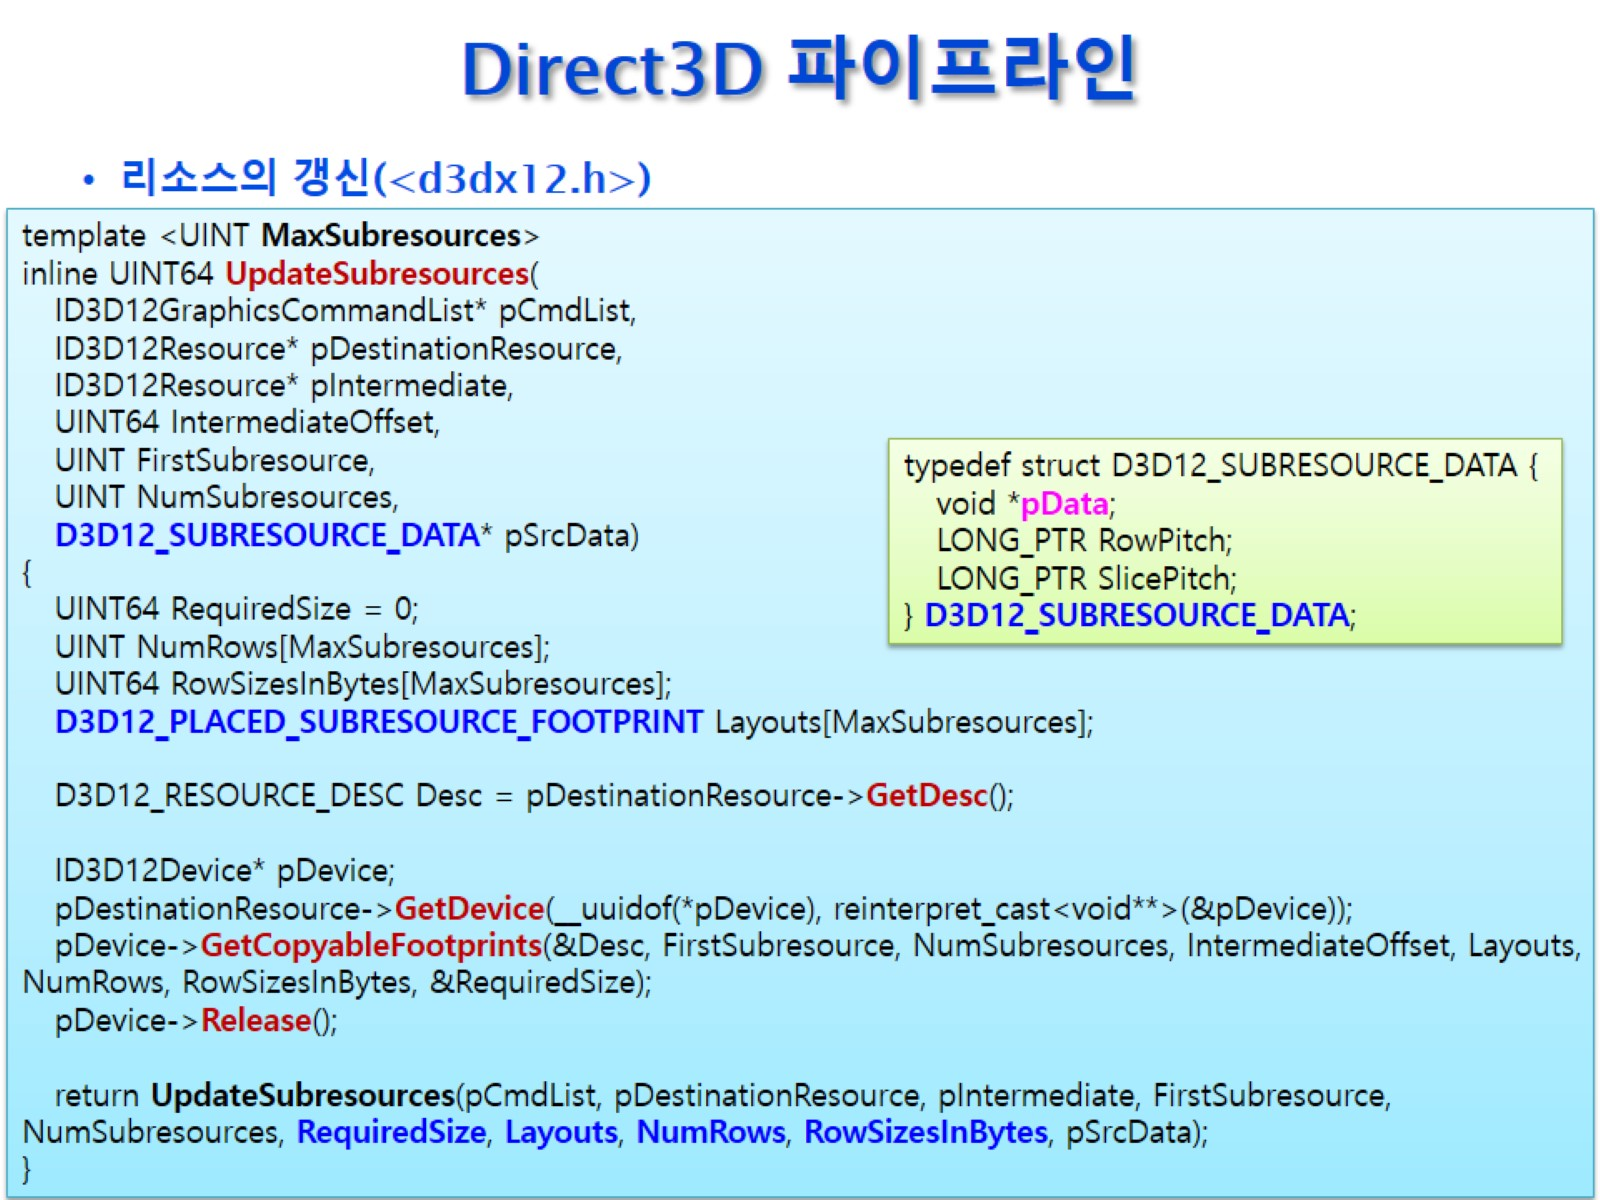 Direct3D 파이프라인
• 리소스의 갱신(<d3dx12.h>)
template <UINT MaxSubresources>
inline UINT64 UpdateSubresources(
ID3D12GraphicsCommandList* pCmdList,
ID3D12Resource* pDestinationResource,
ID3D12Resource* pIntermediate,
UINT64 IntermediateOffset,
UINT FirstSubresource,
UINT NumSubresources,
D3D12_SUBRESOURCE_DATA* pSrcData)
{
UINT64 RequiredSize = 0;
UINT NumRows[MaxSubresources];
UINT64 RowSizesInBytes[MaxSubresources];
D3D12_PLACED_SUBRESOURCE_FOOTPRINT Layouts[MaxSubresources];
D3D12_RESOURCE_DESC Desc = pDestinationResource->GetDesc();
ID3D12Device* pDevice;
pDestinationResource->GetDevice(__uuidof(*pDevice), reinterpret_cast<void**>(&pDevice));
pDevice->GetCopyableFootprints(&Desc, FirstSubresource, NumSubresources, IntermediateOffset, Layouts,
NumRows, RowSizesInBytes, &RequiredSize);
pDevice->Release();
return UpdateSubresources(pCmdList, pDestinationResource, pIntermediate, FirstSubresource,
NumSubresources, RequiredSize, Layouts, NumRows, RowSizesInBytes, pSrcData);
}
typedef struct D3D12_SUBRESOURCE_DATA {
void *pData;
LONG_PTR RowPitch;
LONG_PTR SlicePitch;
} D3D12_SUBRESOURCE_DATA;